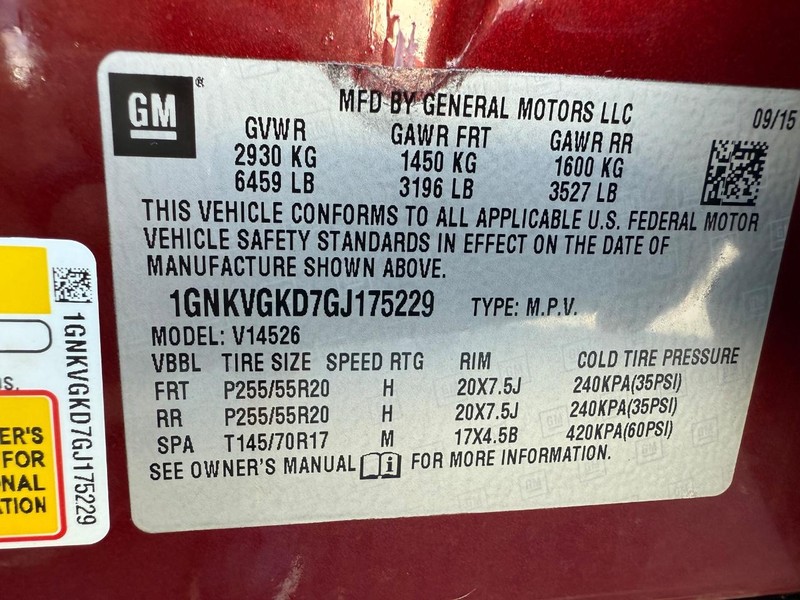 GM ®
MFD BY GENERAL MOTORS LLC
09/15
GVWR GAWR FRT GAWR RR
2930 KG 1450 KG 1600 KG
6459 LB 3196 LB 3527 LB
THIS VEHICLE CONFORMS TO ALL APPLICABLE U.S. FEDERAL MOTOR
VEHICLE SAFETY STANDARDS IN EFFECT ON THE DATE OF
MANUFACTURE SHOWN ABOVE.
1GNKVGKD7GJ175229 TYPE: M.P.V.
MODEL: V14526
VBBL TIRE SIZE SPEED RTG RIM COLD TIRE PRESSURE
FRT P255/55R20 H 20X7.5J 240KPA(35PSI)
RR P255/55R20 H 20X7.5J 240KPA(35PSI)
SPA T145/70R17 M 17X4.5B 420KPA(60PSI)
SEE OWNER'S MANUAL i FOR MORE INFORMATION.
1GNKVGKD7GJ175229
ER'S
FOR
NAL
ATION